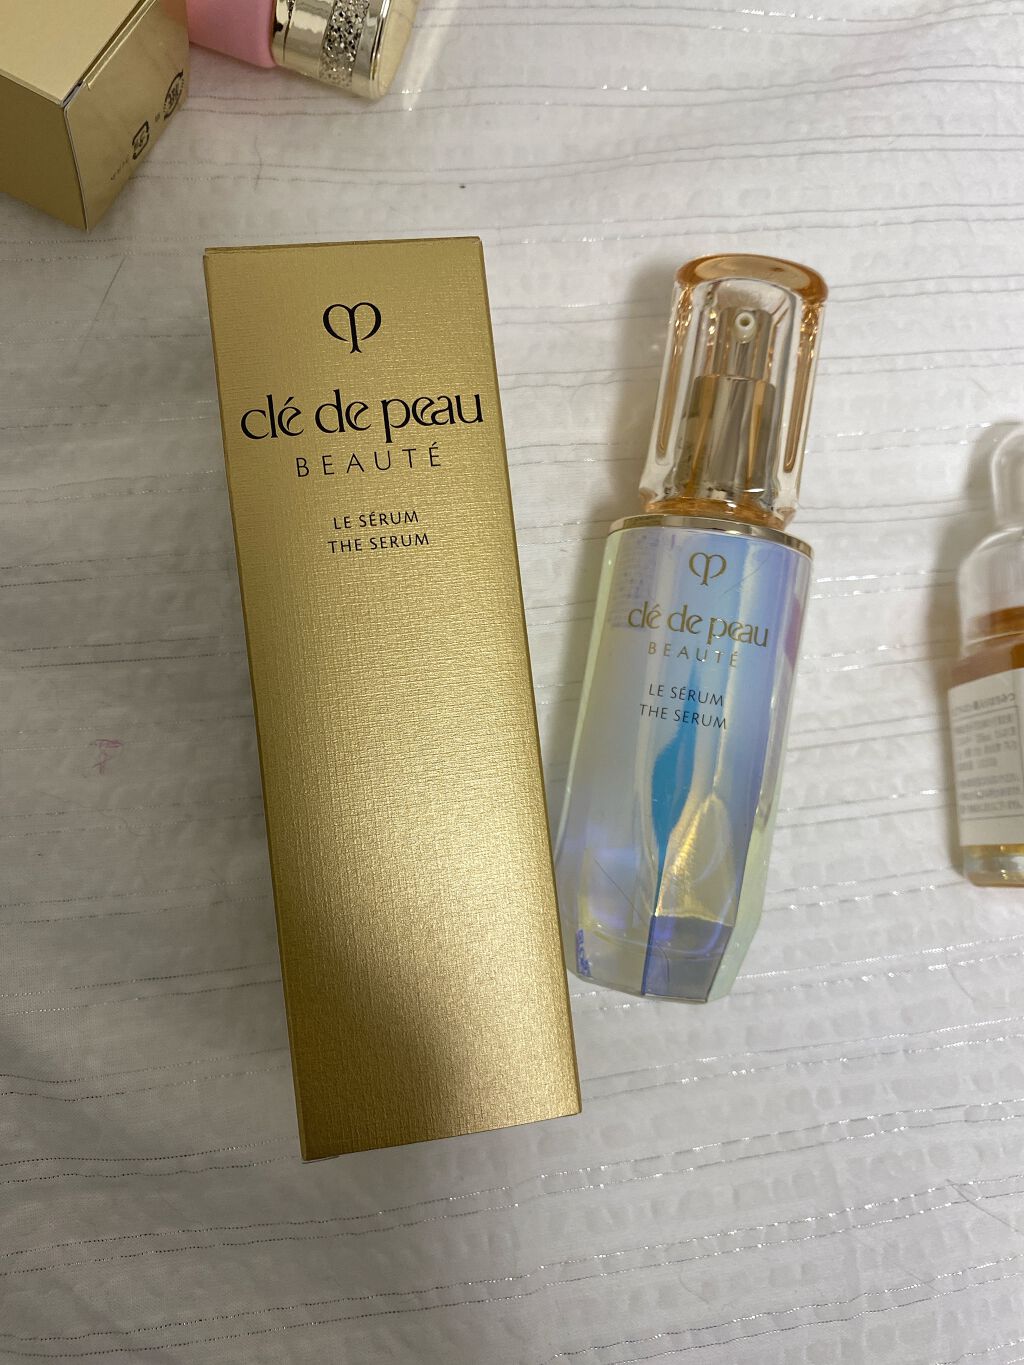 clé de peau
BEAUTÉ
LE SÉRUM
THE SERUM
clé de peau
BEAUTÉ
LE SÉRUM
THE SERUM